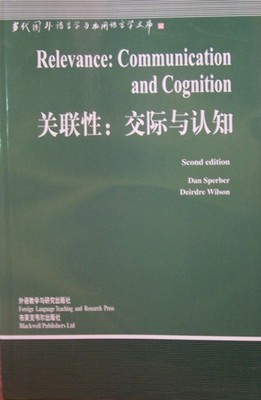 当代国外语言学与应用语言学文库
Relevance: Communication
and Cognition
关联性：交际与认知
Second edition
Dan Sperber
Deirdre Wilson
外语教学与研究出版社
Foreign Language Teaching and Research Press
布莱克韦尔出版社
Blackwell Publishers Ltd